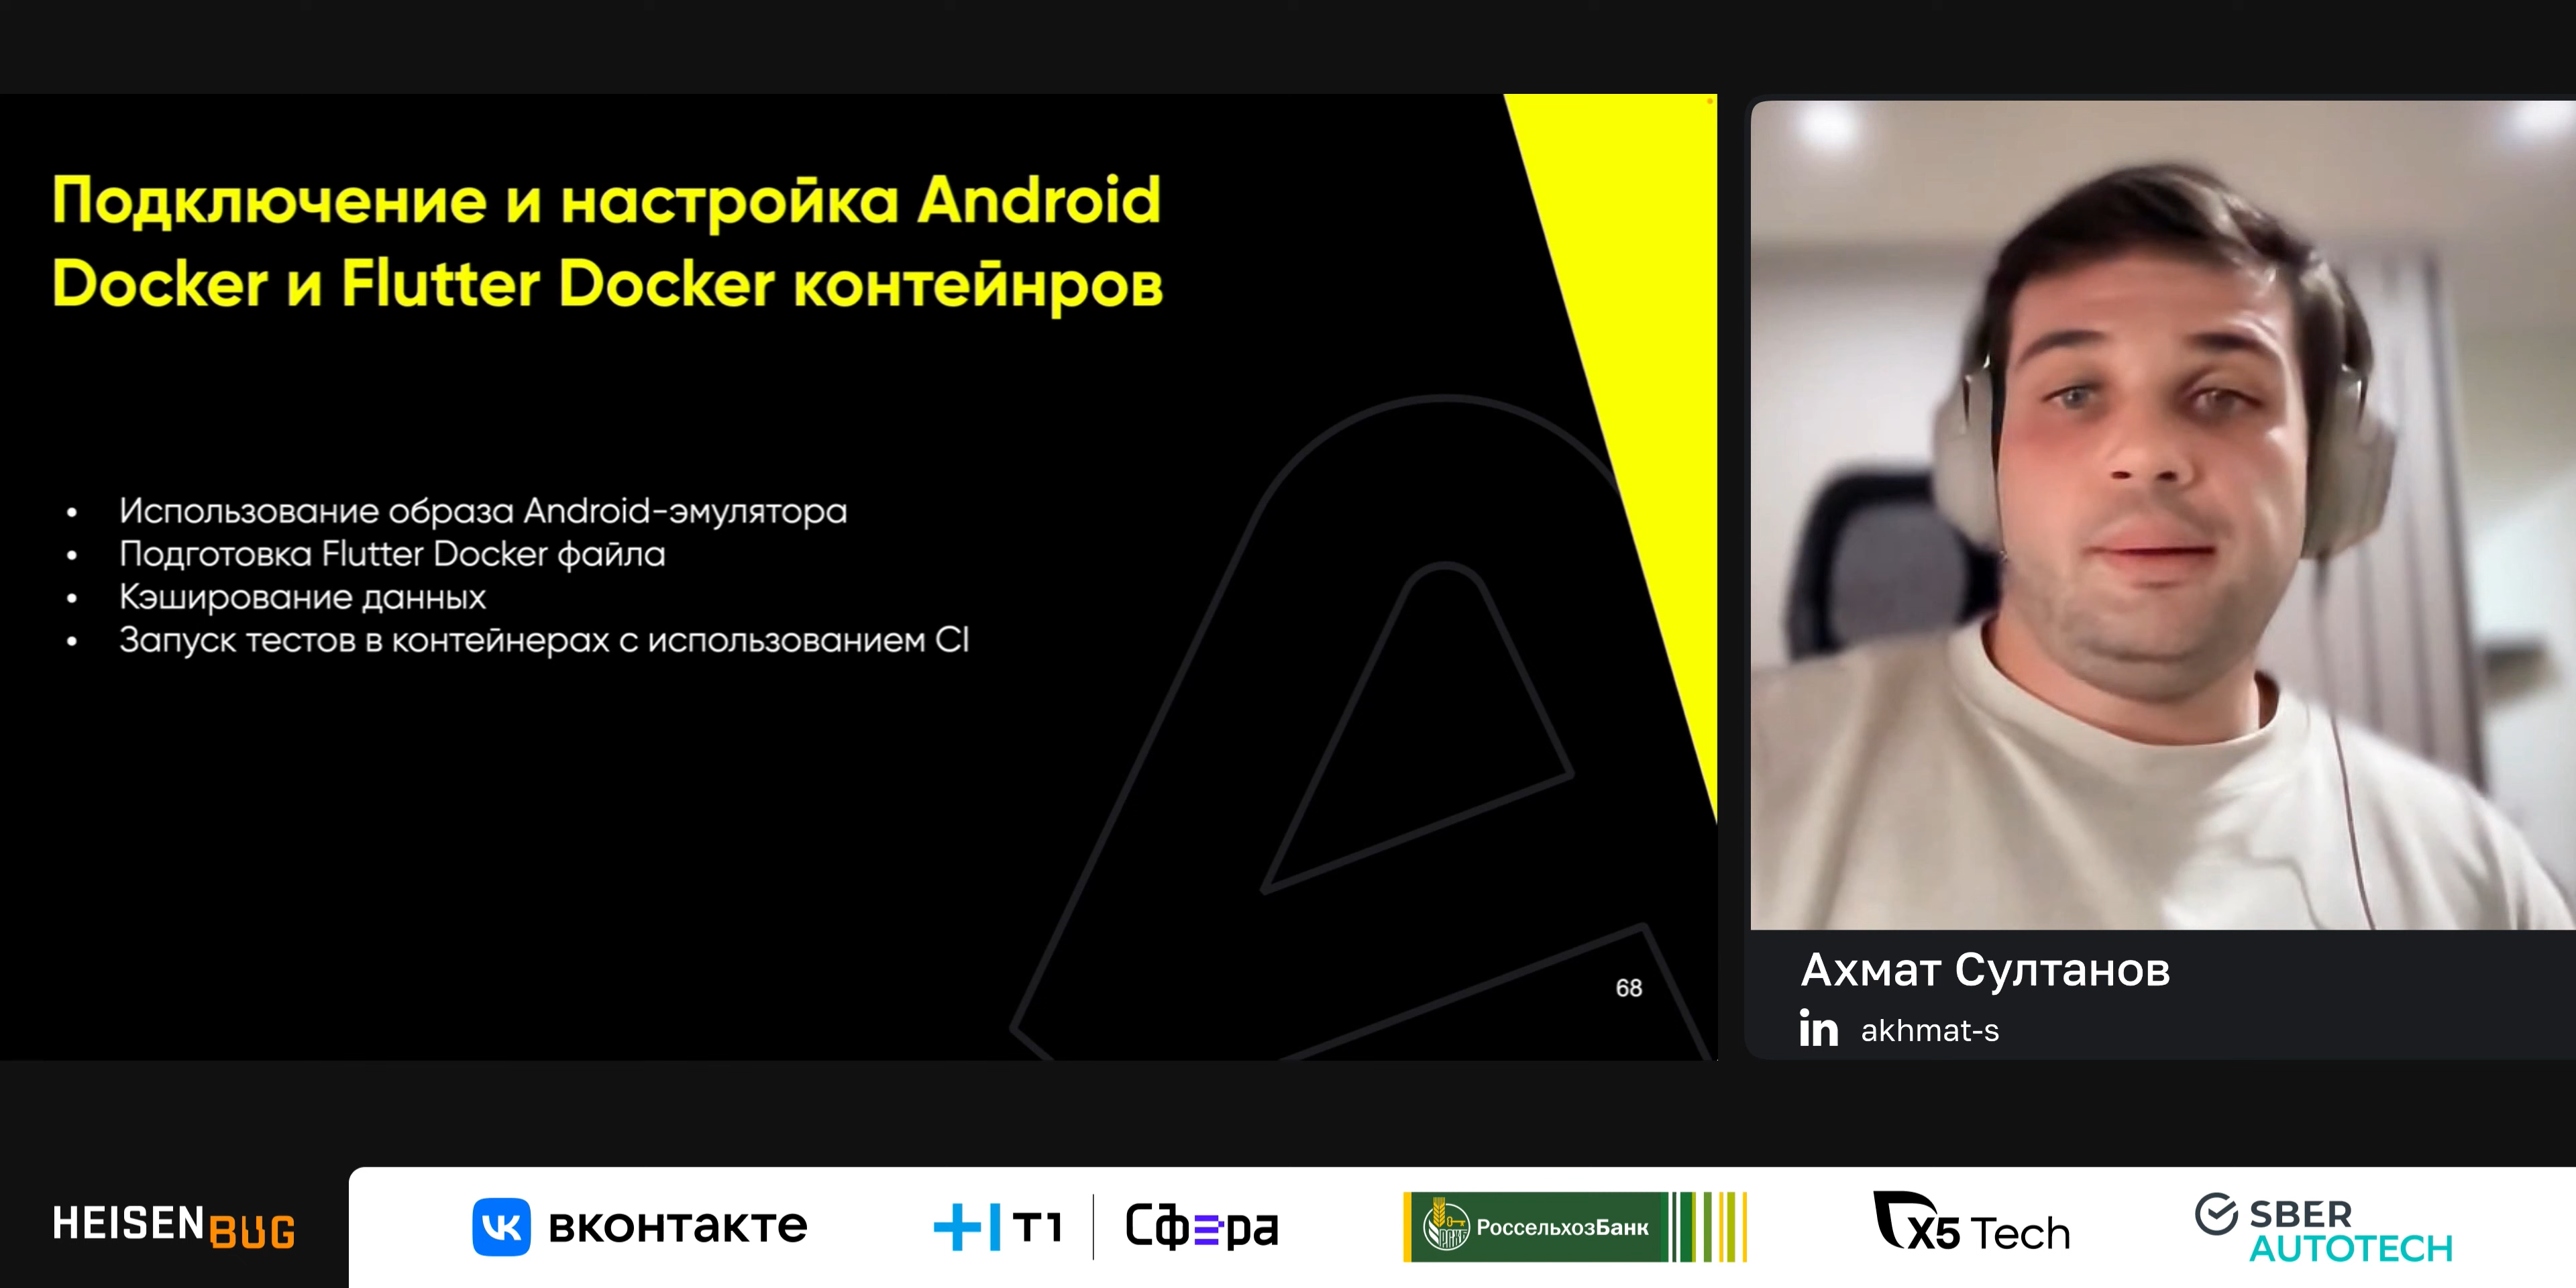 Подключение и настройка Android
Docker и Flutter Docker контейнров
• Использование образа Android-эмулятора
• Подготовка Flutter Docker файла
• Кэширование данных
• Запуск тестов в контейнерах с использованием CI
68
Ахмат Султанов
in akhmat-s
HEISENBUG
вконтакте
Т1
Сфера
РоссельхозБанк
X5 Tech
SBER
AUTOTECH